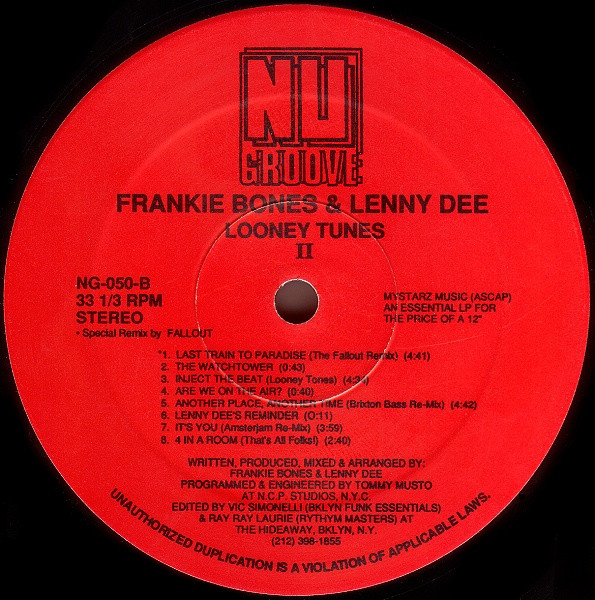 NU
GROOVE
FRANKIE BONES & LENNY DEE
LOONEY TUNES
II
NG-050-B
33 1/3 RPM
STEREO
* Special Remix by FALLOUT
MYSTARZ MUSIC (ASCAP)
AN ESSENTIAL LP FOR
THE PRICE OF A 12"
*1. LAST TRAIN TO PARADISE (The Fallout Remix) (4:41)
2. THE WATCHTOWER (0:43)
3. INJECT THE BEAT (Looney Tones) (4:34)
4. ARE WE ON THE AIR? (0:40)
5. ANOTHER PLACE, ANOTHER TIME (Brixton Bass Re-Mix) (4:42)
6. LENNY DEE'S REMINDER (O:11)
7. IT'S YOU (Amsterjam Re-Mix) (3:59)
8. 4 IN A ROOM (That's All Folks!) (2:40)
WRITTEN, PRODUCED, MIXED & ARRANGED BY:
FRANKIE BONES & LENNY DEE
PROGRAMMED & ENGINEERED BY TOMMY MUSTO
AT N.C.P. STUDIOS, N.Y.C.
EDITED BY VIC SIMONELLI (BKLYN FUNK ESSENTIALS)
& RAY RAY LAURIE (RYTHYM MASTERS) AT
THE HIDEAWAY, BKLYN, N.Y.
(212) 398-1855
UNAUTHORIZED DUPLICATION IS A VIOLATION OF APPLICABLE LAWS.